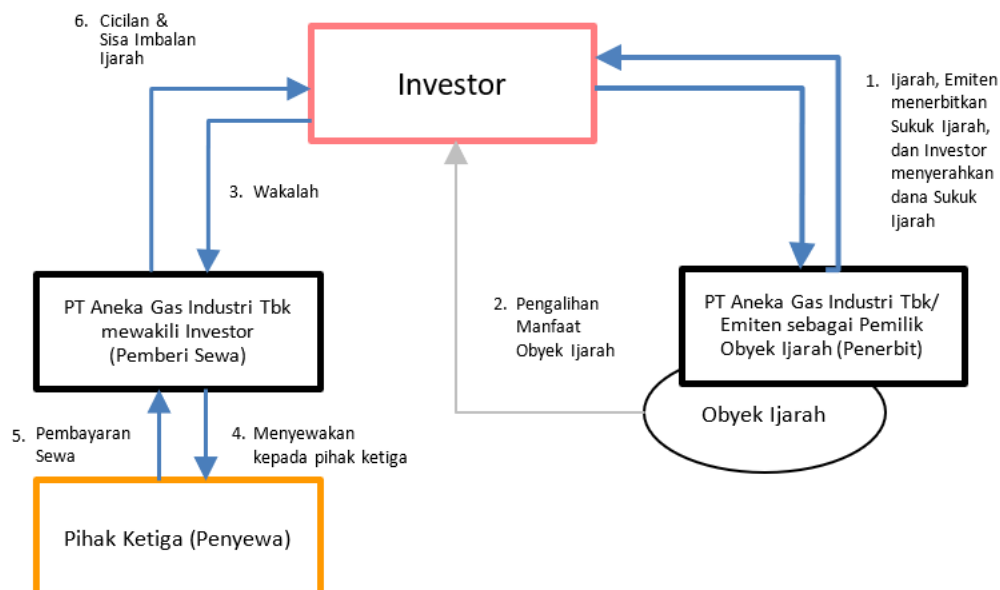 6. Cicilan &
Sisa Imbalan
Ijarah
Investor
1. Ijarah, Emiten
menerbitkan
Sukuk Ijarah,
dan Investor
menyerahkan
dana Sukuk
Ijarah
3. Wakalah
2. Pengalihan
Manfaat
Obyek Ijarah
PT Aneka Gas Industri Tbk
mewakili Investor
(Pemberi Sewa)
PT Aneka Gas Industri Tbk/
Emiten sebagai Pemilik
Obyek Ijarah (Penerbit)
Obyek Ijarah
5. Pembayaran
Sewa
4. Menyewakan
kepada pihak ketiga
Pihak Ketiga (Penyewa)